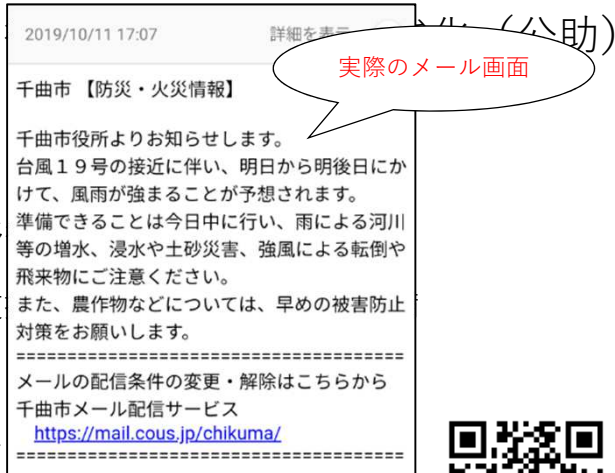 2019/10/11 17:07
詳細を表示
（公助）
実際のメール画面
千曲市 【防災・火災情報】
千曲市役所よりお知らせします。
台風１９号の接近に伴い、明日から明後日にか
けて、風雨が強まることが予想されます。
準備できることは今日中に行い、雨による河川
等の増水、浸水や土砂災害、強風による転倒や
飛来物にご注意ください。
また、農作物などについては、早めの被害防止
対策をお願いします。
=======================================
メールの配信条件の変更・解除はこちらから
千曲市メール配信サービス
https://mail.cous.jp/chikuma/
=======================================